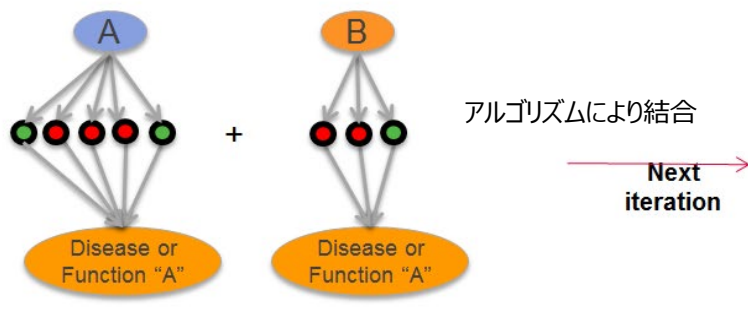 A
B
+
アルゴリズムにより結合
Next
iteration
Disease or
Function “A”
Disease or
Function “A”